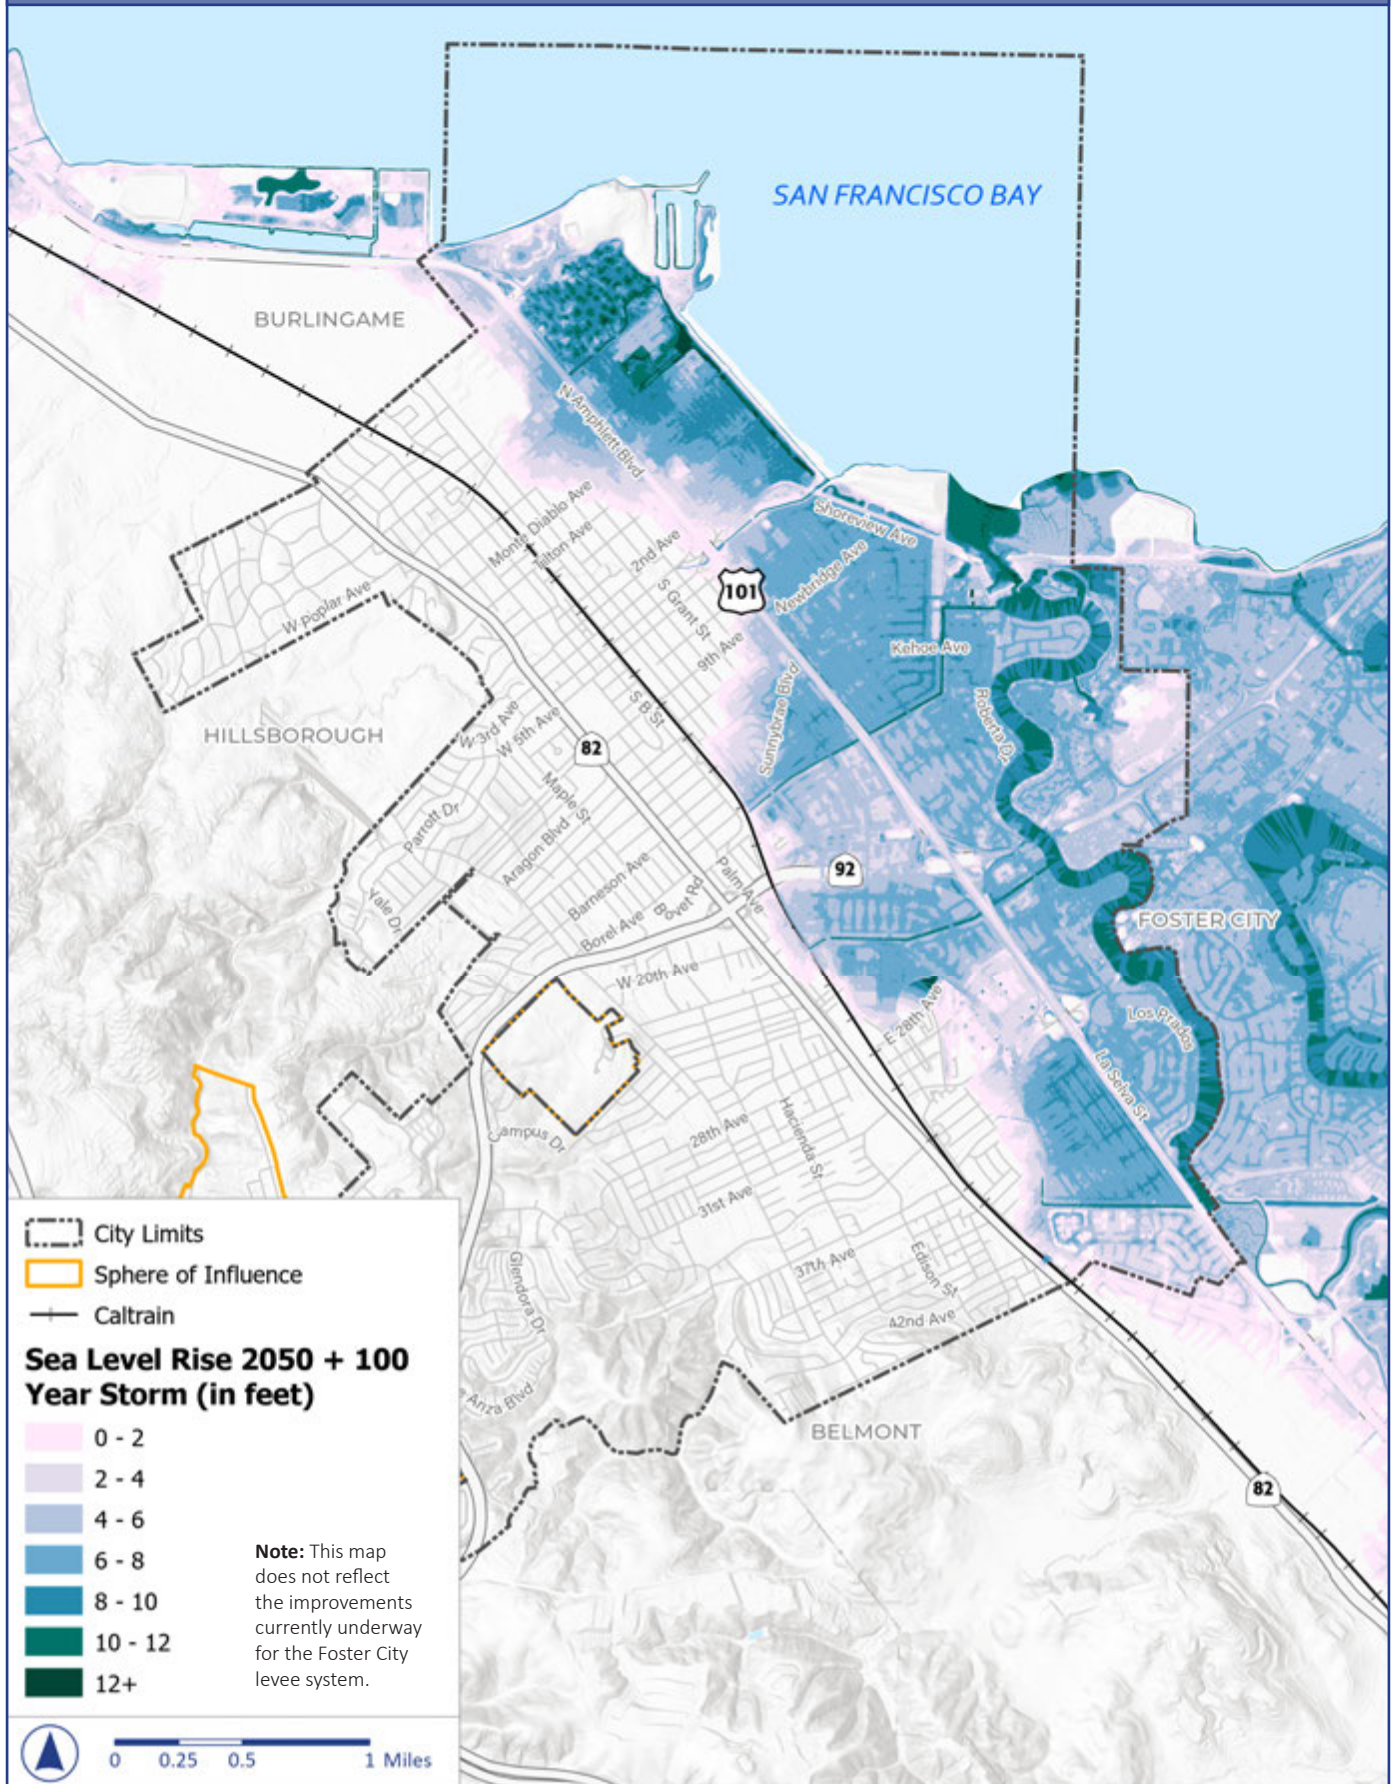 SAN FRANCISCO BAY
BURLINGAME
N Amphlett Blvd
Monte Diablo Ave
Tilton Ave
2nd Ave
Shoreview Ave
Newbridge Ave
101
S Grant St
9th Ave
W Poplar Ave
Kehoe Ave
Sunnybrae Blvd
Roberta Dr
S B St
HILLSBOROUGH
W 3rd Ave
W 5th Ave
82
Maple St
Parrott Dr
Aragon Blvd
Barneson Ave
Palm Ave
92
Yale Dr
Bovet Rd
Borel Ave
FOSTER CITY
W 20th Ave
E 28th Ave
Los Prados
La Selva St
Campus Dr
28th Ave
Hacienda St
31st Ave
37th Ave
Edison St
Glendora Dr
42nd Ave
Anza Blvd
BELMONT
82
City Limits
Sphere of Influence
Caltrain
Sea Level Rise 2050 + 100
Year Storm (in feet)
0 - 2
2 - 4
4 - 6
6 - 8
8 - 10
10 - 12
12+
Note: This map
does not reflect
the improvements
currently underway
for the Foster City
levee system.
0 0.25 0.5 1 Miles